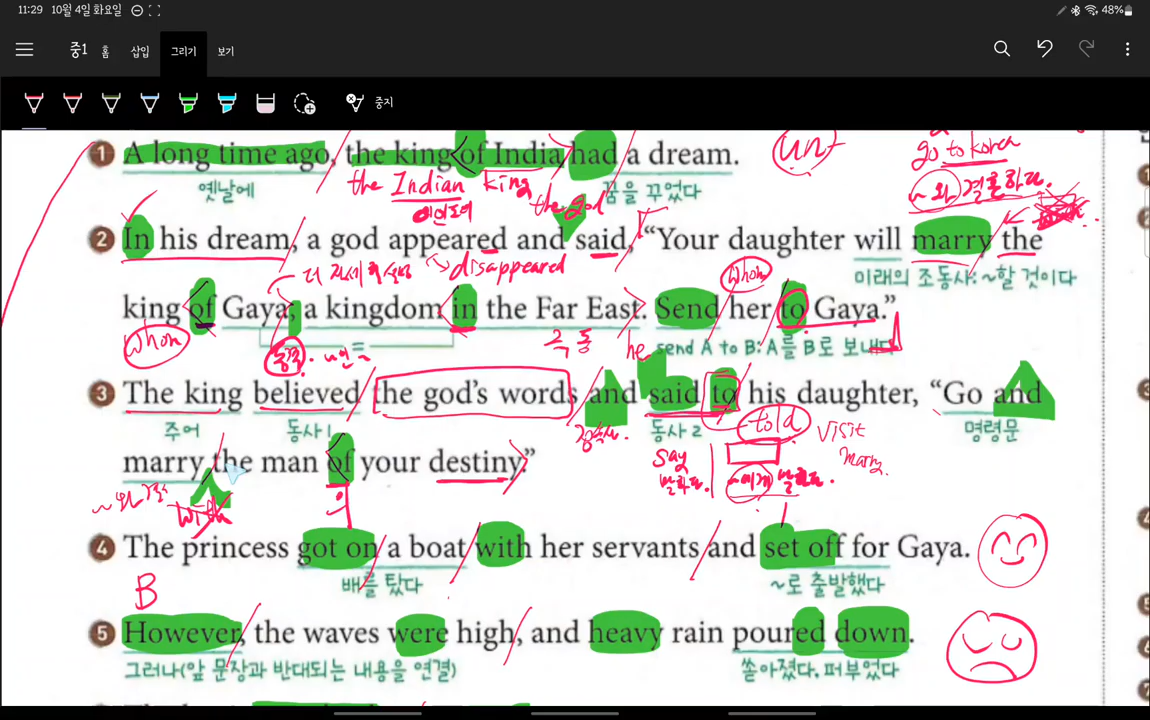 11:29 10월 4일 화요일 48%
중1 홈 삽입 그리기 보기
중지
1 A long time ago, the king of India had a dream.
옛날에 the Indian king 꿈을 꾸었다
the god
go to korea
~와 결혼하다.
2 In his dream, a god appeared and said, “Your daughter will marry the
disappeared whom 미래의 조동사: ~할 것이다
king of Gaya, a kingdom in the Far East. Send her to Gaya.”
whom 동격. = 극동 he send A to B: A를 B로 보내다
3 The king believed the god’s words and said to his daughter, “Go and
주어 동사 1 접속사. 동사 2 told visit 명령문
marry the man of your destiny.”
say marry.
말하다. ~에게 말하다.
with 의
4 The princess got on a boat with her servants and set off for Gaya.
배를 탔다 ~로 출발했다
B
5 However, the waves were high, and heavy rain poured down.
그러나(앞 문장과 반대되는 내용을 연결) 쏟아졌다, 퍼부었다